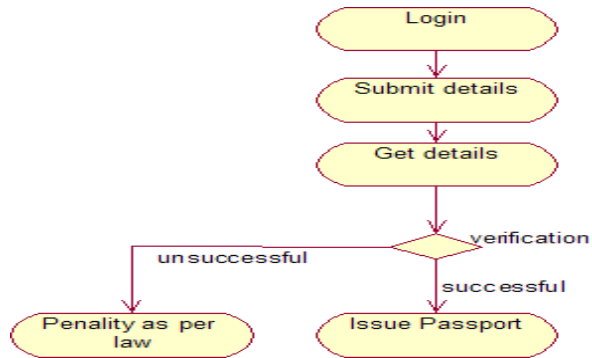 Login
Submit details
Get details
verification
unsuccessful
successful
Penality as per
law
Issue Passport